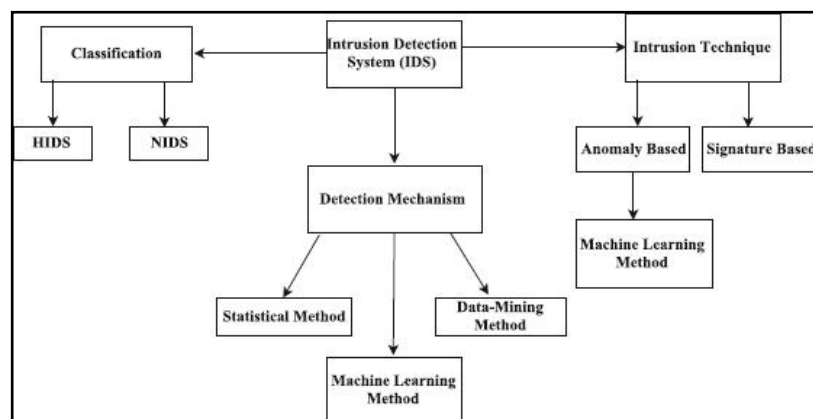 Classification
Intrusion Detection
System (IDS)
Intrusion Technique
HIDS
NIDS
Anomaly Based
Signature Based
Detection Mechanism
Machine Learning
Method
Statistical Method
Data-Mining
Method
Machine Learning
Method